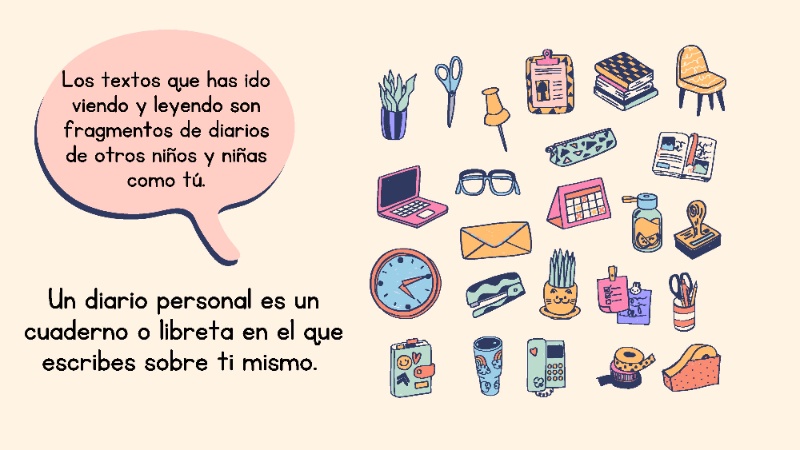 Los textos que has ido
viendo y leyendo son
fragmentos de diarios
de otros niños y niñas
como tú.
Un diario personal es un
cuaderno o libreta en el que
escribes sobre ti mismo.